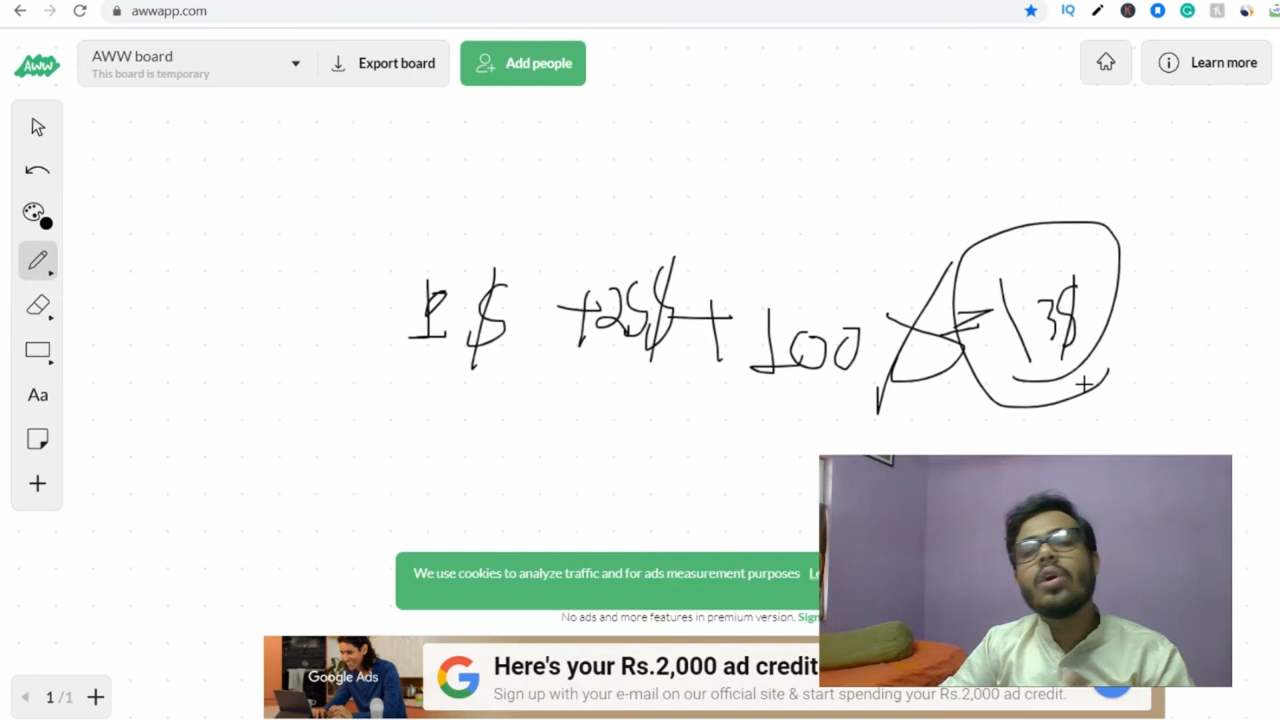 awwapp.com
AWW board
This board is temporary
Export board
Add people
Learn more
Aa
1 $ +25$ + 100 = 13$
We use cookies to analyze traffic and for ads measurement purposes
No ads and more features in premium version. Sign
Google Ads
Here's your Rs.2,000 ad credit
Sign up with your e-mail on our official site & start spending your Rs.2,000 ad credit.
1 /1